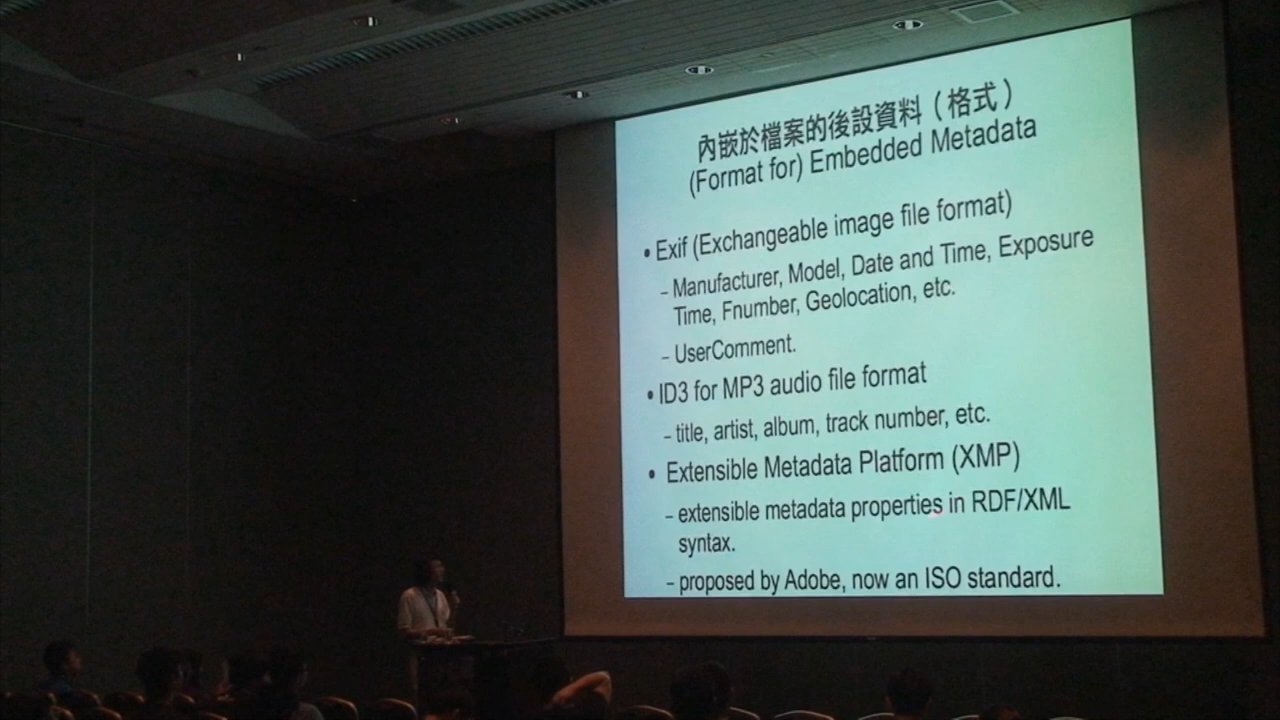 內嵌於檔案的後設資料（格式）
(Format for) Embedded Metadata
• Exif (Exchangeable image file format)
– Manufacturer, Model, Date and Time, Exposure
Time, Fnumber, Geolocation, etc.
– UserComment.
• ID3 for MP3 audio file format
– title, artist, album, track number, etc.
• Extensible Metadata Platform (XMP)
– extensible metadata properties in RDF/XML
syntax.
– proposed by Adobe, now an ISO standard.